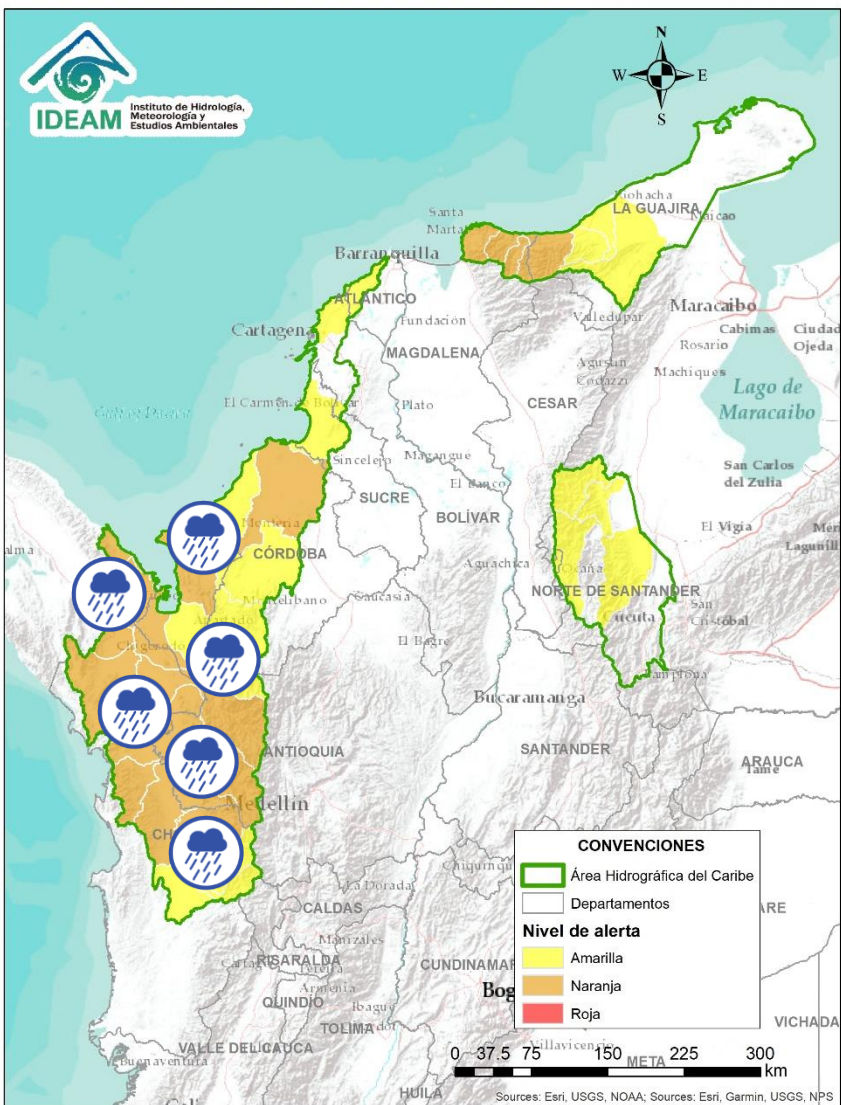 IDEAM
Instituto de Hidrología,
Meteorología y
Estudios Ambientales
N
W
E
S
Riohacha
LA GUAJIRA
Maicao
Santa
Marta
Barranquilla
ATLÁNTICO
Maracaibo
Cabimas
Ciudad
Ojeda
Cartagena
Fundación
Valledupar
Rosario
MAGDALENA
Agustín
Codazzi
Machiques
Lago de
Maracaibo
CESAR
El Carmen de Bolívar
Plato
Sincelejo
Magangue
San Carlos
del Zulia
El Banco
SUCRE
BOLÍVAR
El Vigía
Montería
CÓRDOBA
Aguachica
Ocaña
NORTE DE SANTANDER
Montelíbano
Caucasia
San
Cristóbal
Apartadó
Cúcuta
El Bagre
Chigorodó
Pamplona
Bucaramanga
ANTIOQUIA
SANTANDER
ARAUCA
Tame
Medellín
CH
CONVENCIONES
Área Hidrográfica del Caribe
Departamentos
Nivel de alerta
Amarilla
Naranja
Roja
La Dorada
CALDAS
Manizales
RISARALDA
Pereira
CUNDINAMAR
Armenia
Bog
QUINDÍO
Ibagué
TOLIMA
VICHADA
VALLE DEL CAUCA
Villavicencio
Buenaventura
META
0 37.5 75 150 225 300
km
HUILA
Sources: Esri, USGS, NOAA; Sources: Esri, Garmin, USGS, NPS